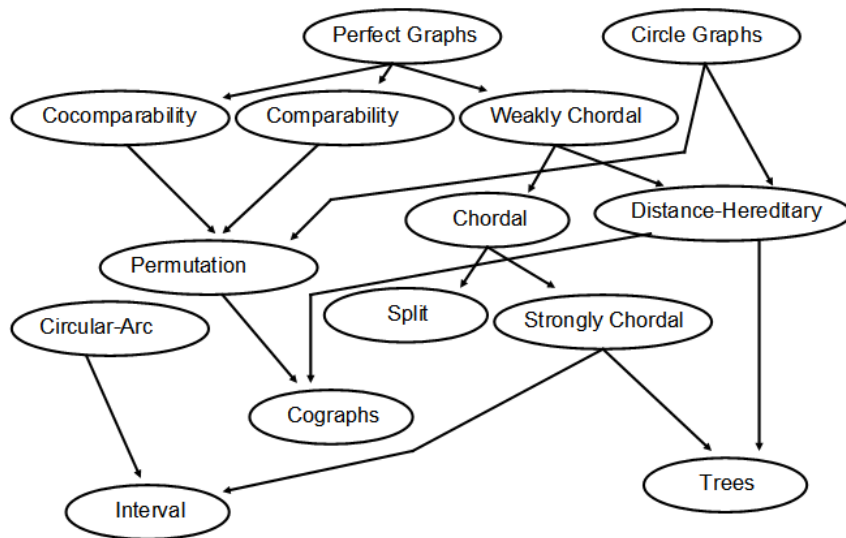 Perfect Graphs
Circle Graphs
Cocomparability
Comparability
Weakly Chordal
Chordal
Distance-Hereditary
Permutation
Circular-Arc
Split
Strongly Chordal
Cographs
Interval
Trees